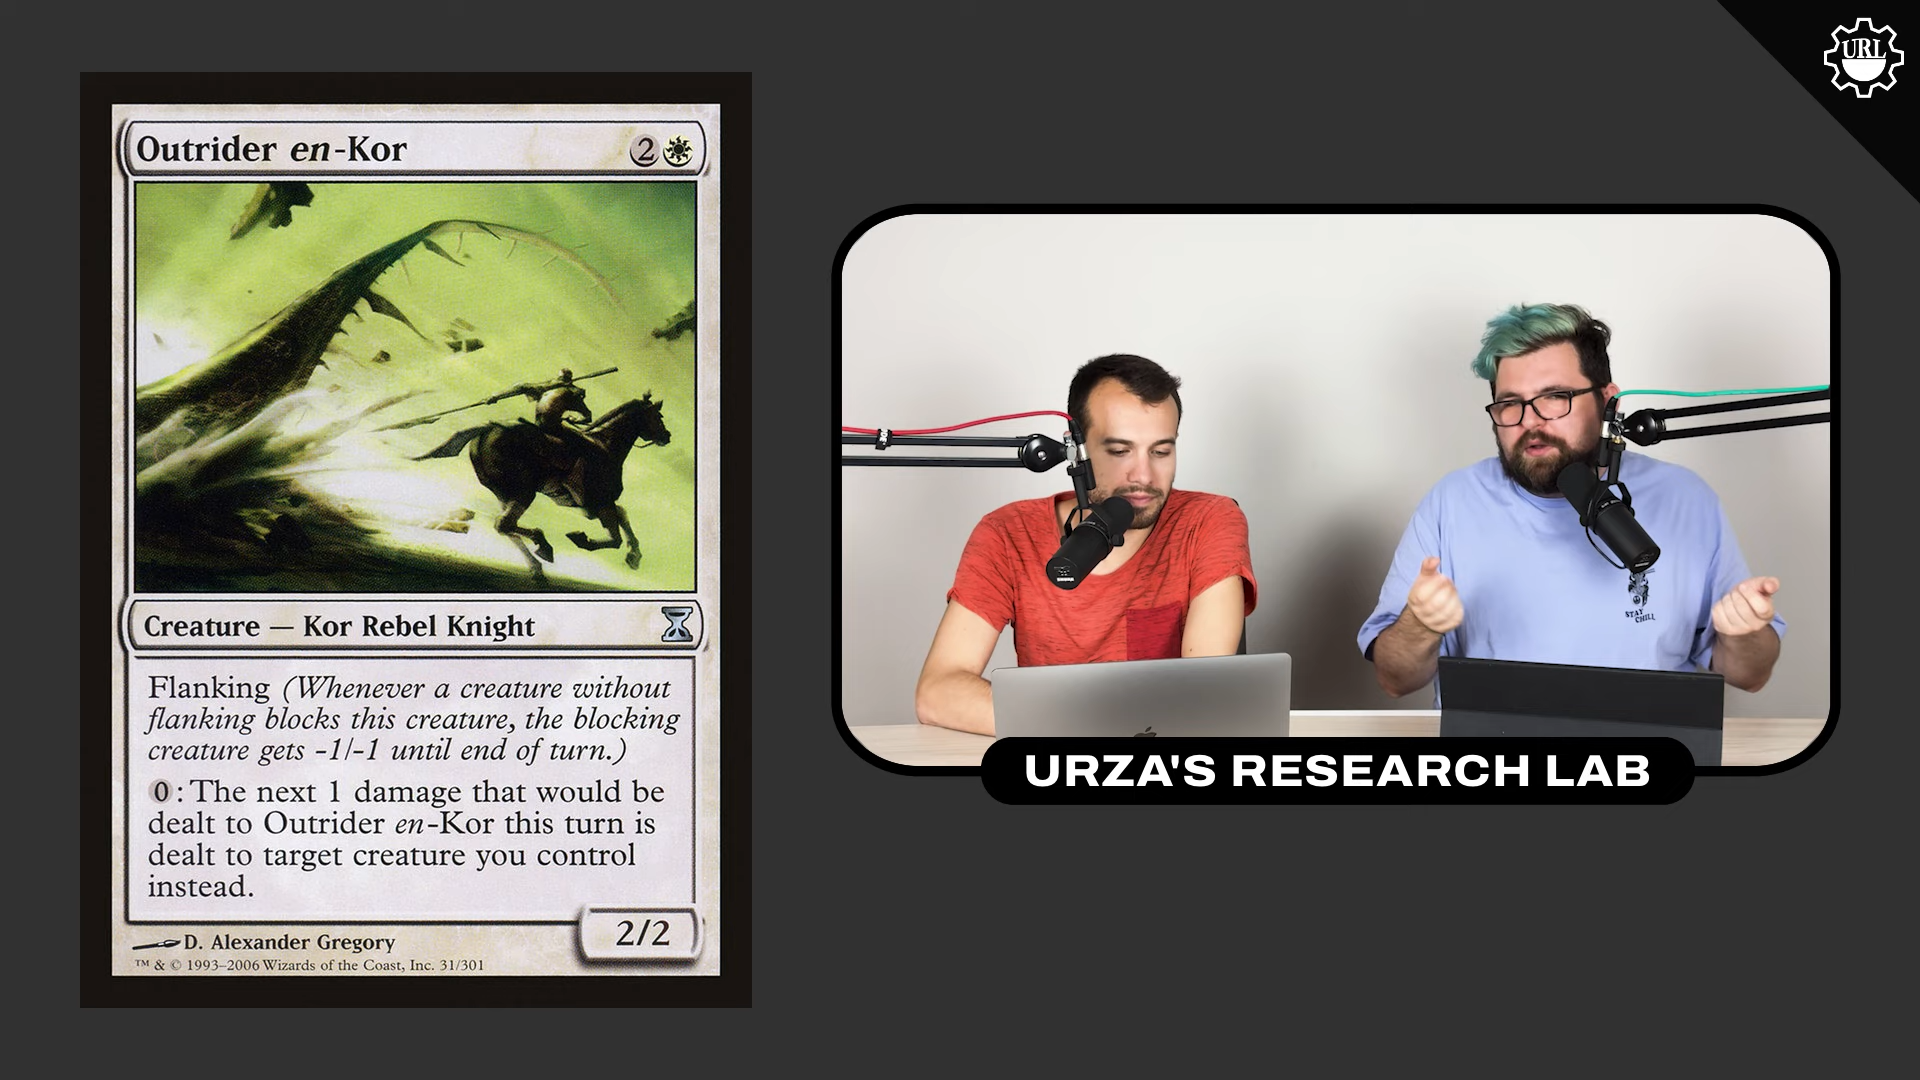 Outrider en-Kor 2
Creature — Kor Rebel Knight
Flanking (Whenever a creature without
flanking blocks this creature, the blocking
creature gets -1/-1 until end of turn.)
0: The next 1 damage that would be
dealt to Outrider en-Kor this turn is
dealt to target creature you control
instead.
2/2
D. Alexander Gregory
™ & © 1993–2006 Wizards of the Coast, Inc. 31/301
URL
STAY
CHILL
URZA'S RESEARCH LAB